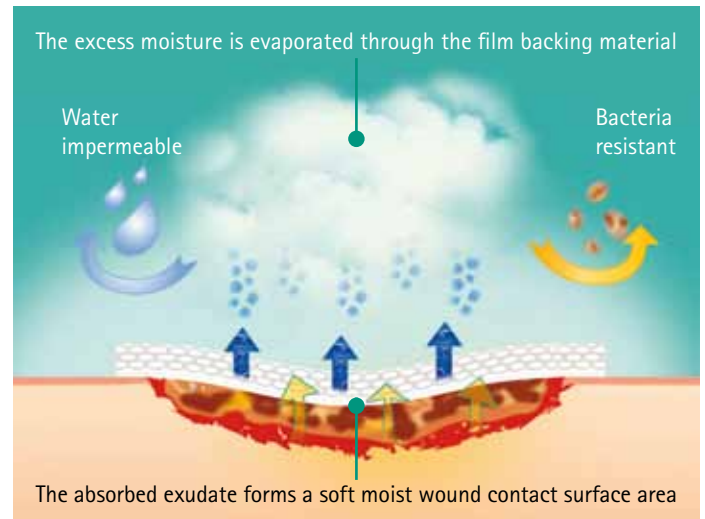 The excess moisture is evaporated through the film backing material
Water
impermeable
Bacteria
resistant
The absorbed exudate forms a soft moist wound contact surface area